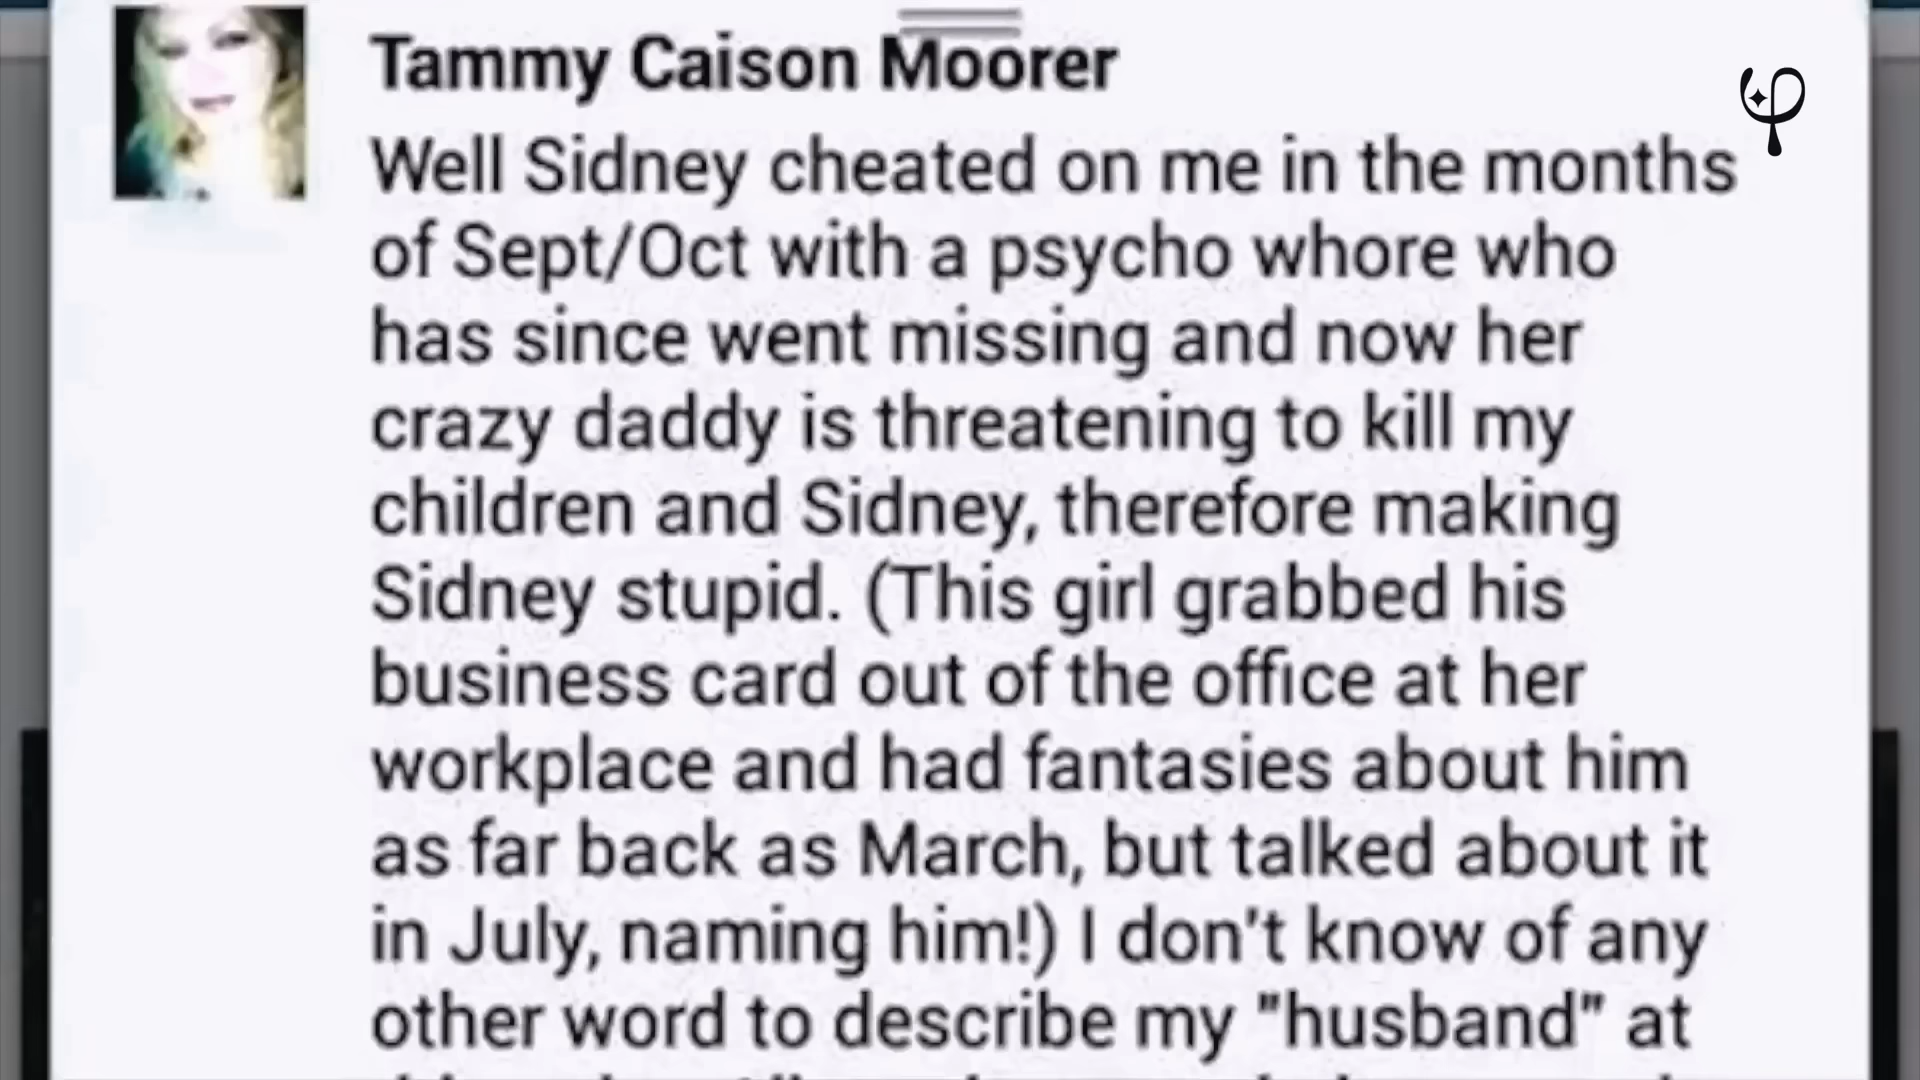 Tammy Caison Moorer
Well Sidney cheated on me in the months
of Sept/Oct with a psycho whore who
has since went missing and now her
crazy daddy is threatening to kill my
children and Sidney, therefore making
Sidney stupid. (This girl grabbed his
business card out of the office at her
workplace and had fantasies about him
as far back as March, but talked about it
in July, naming him!) I don't know of any
other word to describe my "husband" at